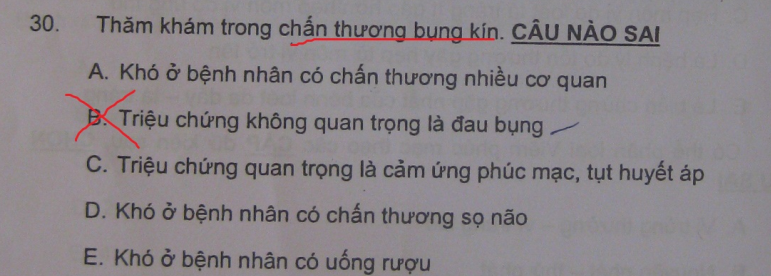 30. Thăm khám trong chấn thương bụng kín. CÂU NÀO SAI
A. Khó ở bệnh nhân có chấn thương nhiều cơ quan
B. Triệu chứng không quan trọng là đau bụng
C. Triệu chứng quan trọng là cảm ứng phúc mạc, tụt huyết áp
D. Khó ở bệnh nhân có chấn thương sọ não
E. Khó ở bệnh nhân có uống rượu